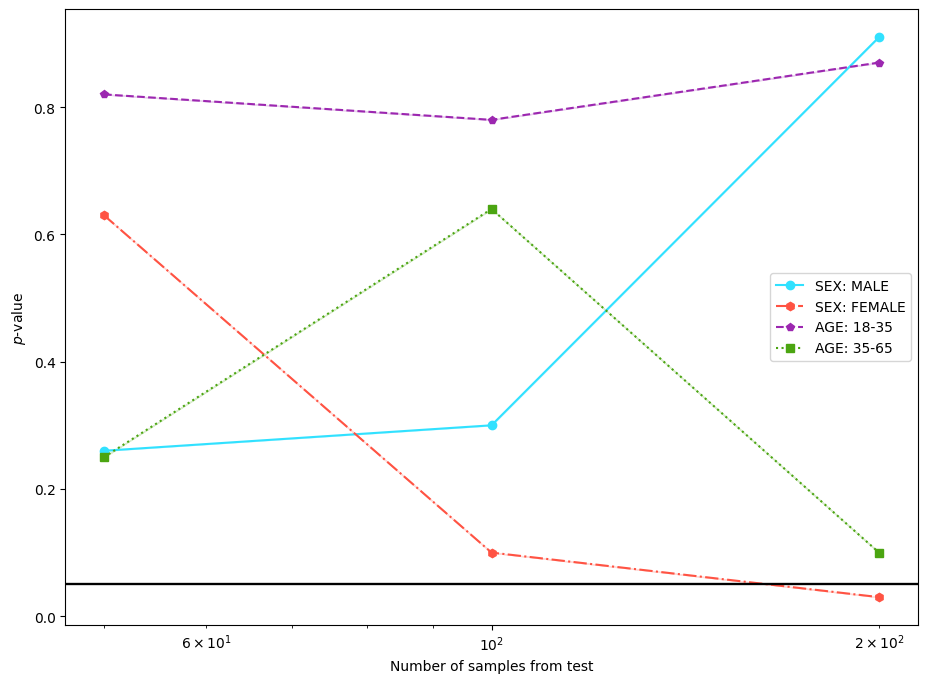 p-value
0.8
0.6
0.4
0.2
0.0
SEX: MALE
SEX: FEMALE
AGE: 18-35
AGE: 35-65
6 × 10¹
10²
2 × 10²
Number of samples from test